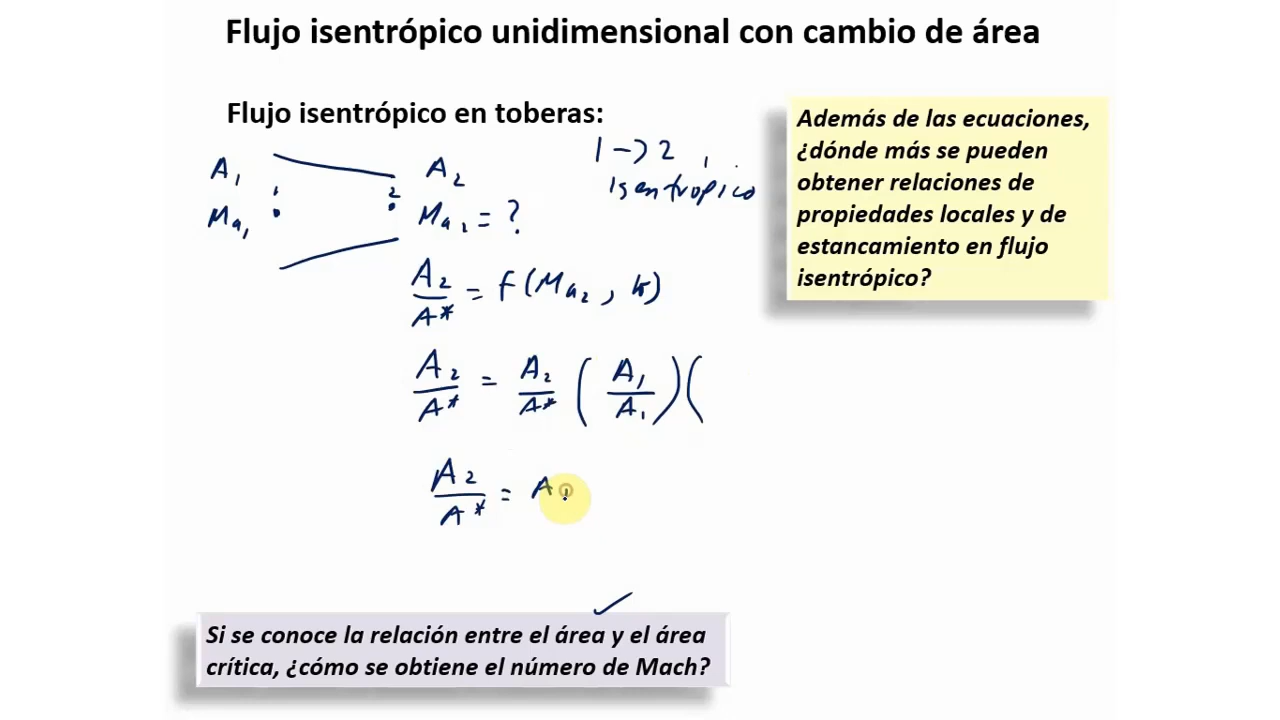 Flujo isentrópico unidimensional con cambio de área
Flujo isentrópico en toberas:
Además de las ecuaciones,
¿dónde más se pueden
obtener relaciones de
propiedades locales y de
estancamiento en flujo
isentrópico?
A₁ A₂ 1 -> 2 ,
isentropico
1 2
Ma₁ Ma₂ = ?
A₂/A* = f(Ma₂, k)
A₂/A* = A₂/A* (A₁/A₁)(
A₂/A* = A
Si se conoce la relación entre el área y el área
crítica, ¿cómo se obtiene el número de Mach?